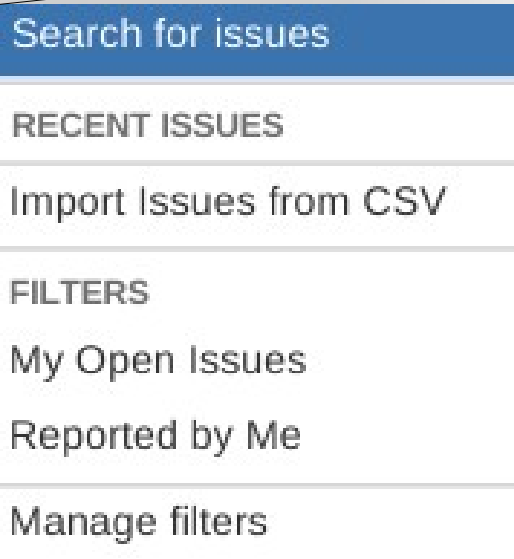 Search for issues
RECENT ISSUES
Import Issues from CSV
FILTERS
My Open Issues
Reported by Me
Manage filters